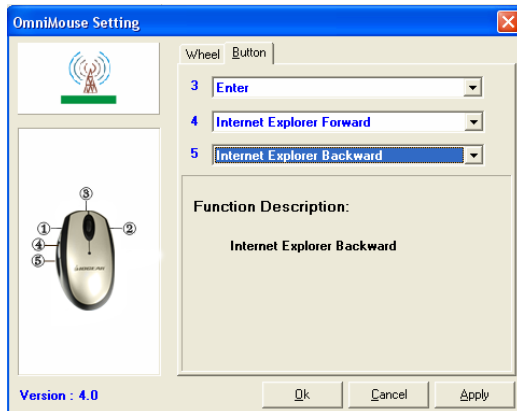 OmniMouse Setting
Wheel Button
3 Enter
4 Internet Explorer Forward
5 Internet Explorer Backward
Function Description:
Internet Explorer Backward
③
① ②
④
⑤
Version : 4.0
Ok Cancel Apply